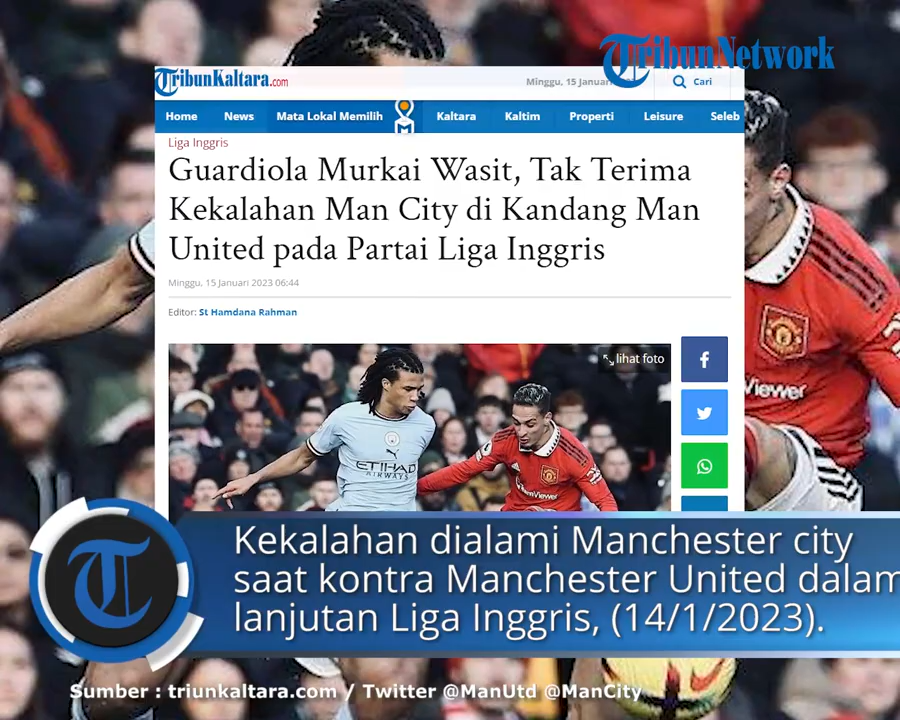 TribunNetwork
TribunKaltara.com
Minggu, 15 Januari
Cari
Home News Mata Lokal Memilih Kaltara Kaltim Properti Leisure Seleb
Liga Inggris
Guardiola Murkai Wasit, Tak Terima
Kekalahan Man City di Kandang Man
United pada Partai Liga Inggris
Minggu, 15 Januari 2023 06:44
Editor: St Hamdana Rahman
lihat foto
ETIHAD
AIRWAYS
TeamViewer
Viewer
Kekalahan dialami Manchester city
saat kontra Manchester United dalam
lanjutan Liga Inggris, (14/1/2023).
Sumber : triunkaltara.com / Twitter @ManUtd @ManCity